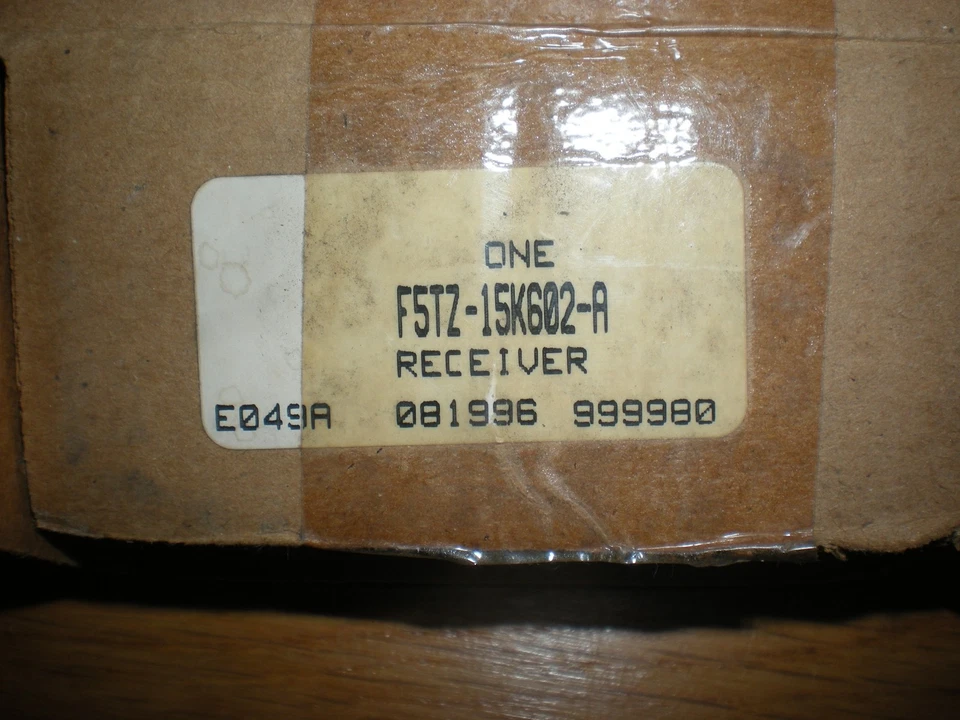 ONE
F5TZ-15K602-A
RECEIVER
E049A 081996 999980